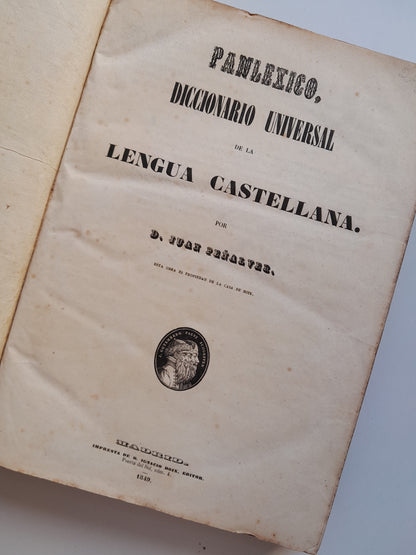 PANLEXICO,
DICCIONARIO UNIVERSAL
DE LA
LENGUA CASTELLANA.
POR
D. JUAN PEÑALVER.
ESTA OBRA ES PROPIEDAD DE LA CASA DE BOIX.
MADRID.
IMPRENTA DE D. IGNACIO BOIX, EDITOR.
1849.